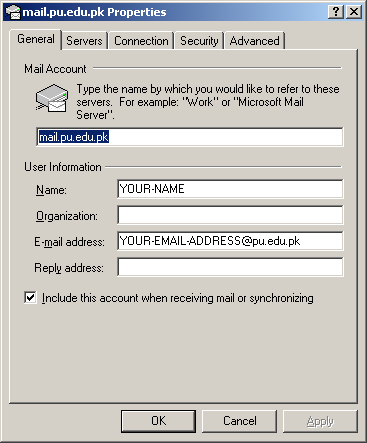 mail.pu.edu.pk Properties
General Servers Connection Security Advanced
Mail Account
Type the name by which you would like to refer to these
servers. For example: "Work" or "Microsoft Mail
Server".
mail.pu.edu.pk
User Information
Name: YOUR-NAME
Organization:
E-mail address: YOUR-EMAIL-ADDRESS@pu.edu.pk
Reply address:
Include this account when receiving mail or synchronizing
OK Cancel Apply